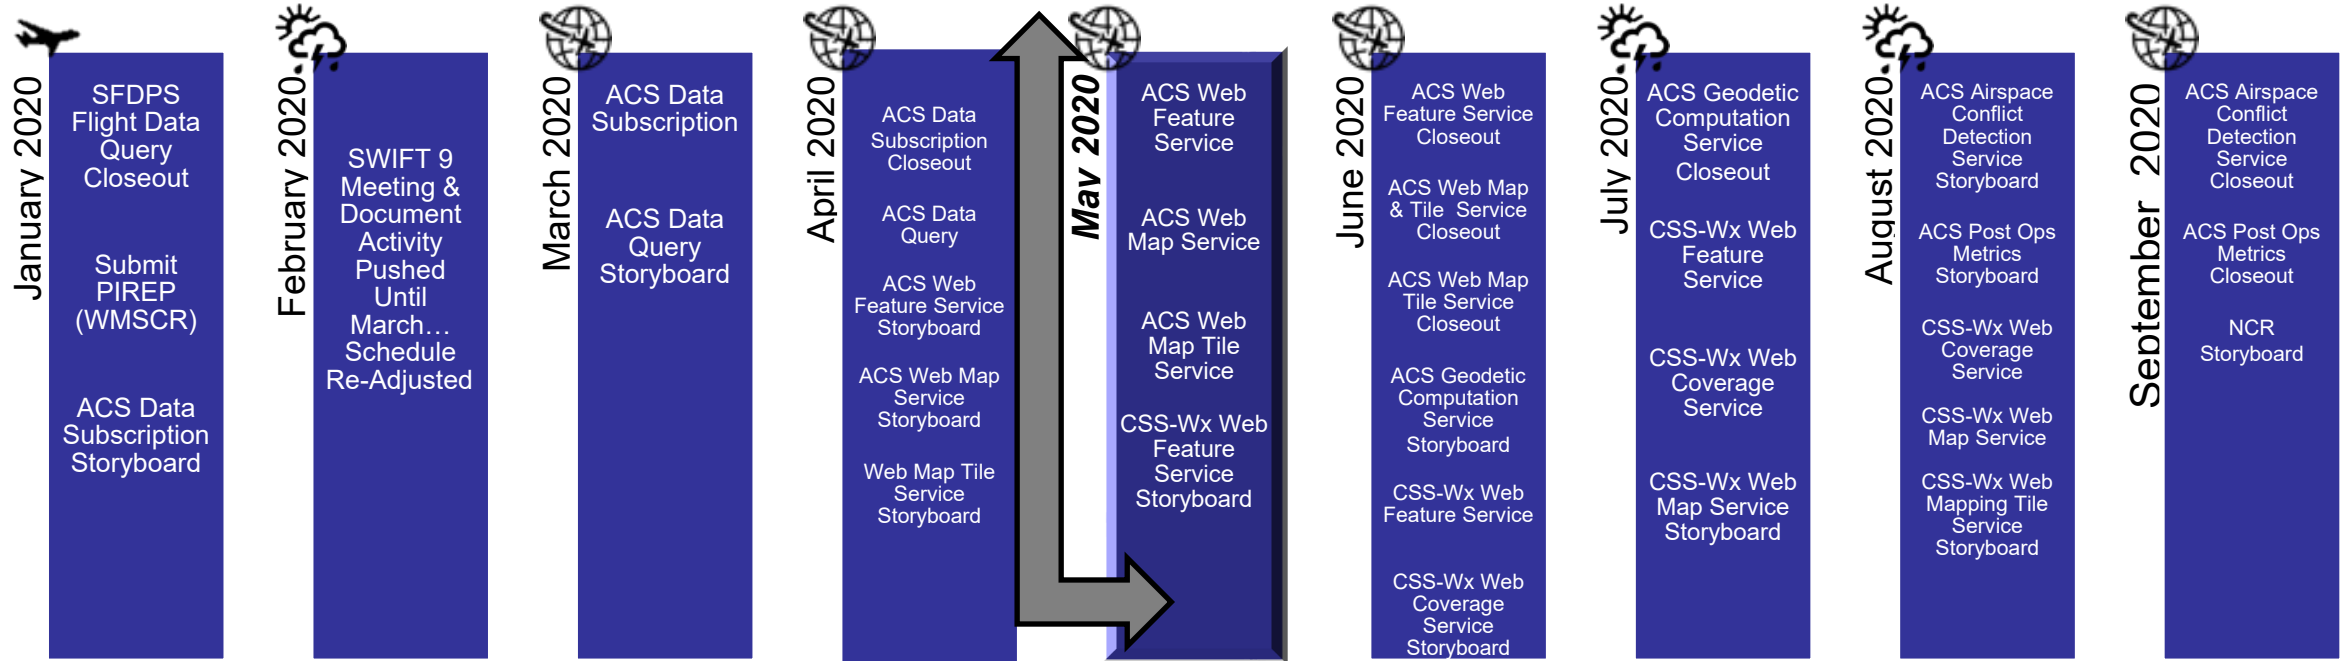 January 2020
SFDPS
Flight Data
Query
Closeout
Submit
PIREP
(WMSCR)
ACS Data
Subscription
Storyboard
February 2020
SWIFT 9
Meeting &
Document
Activity
Pushed
Until
March…
Schedule
Re-Adjusted
March 2020
ACS Data
Subscription
ACS Data
Query
Storyboard
April 2020
ACS Data
Subscription
Closeout
ACS Data
Query
ACS Web
Feature Service
Storyboard
ACS Web Map
Service
Storyboard
Web Map Tile
Service
Storyboard
May 2020
ACS Web
Feature
Service
ACS Web
Map Service
ACS Web
Map Tile
Service
CSS-Wx Web
Feature
Service
Storyboard
June 2020
ACS Web
Feature Service
Closeout
ACS Web Map
& Tile Service
Closeout
ACS Web Map
Tile Service
Closeout
ACS Geodetic
Computation
Service
Storyboard
CSS-Wx Web
Feature Service
CSS-Wx Web
Coverage
Service
Storyboard
July 2020
ACS Geodetic
Computation
Service
Closeout
CSS-Wx Web
Feature
Service
CSS-Wx Web
Coverage
Service
CSS-Wx Web
Map Service
Storyboard
August 2020
ACS Airspace
Conflict
Detection
Service
Storyboard
ACS Post Ops
Metrics
Storyboard
CSS-Wx Web
Coverage
Service
CSS-Wx Web
Map Service
CSS-Wx Web
Mapping Tile
Service
Storyboard
September 2020
ACS Airspace
Conflict
Detection
Service
Closeout
ACS Post Ops
Metrics
Closeout
NCR
Storyboard